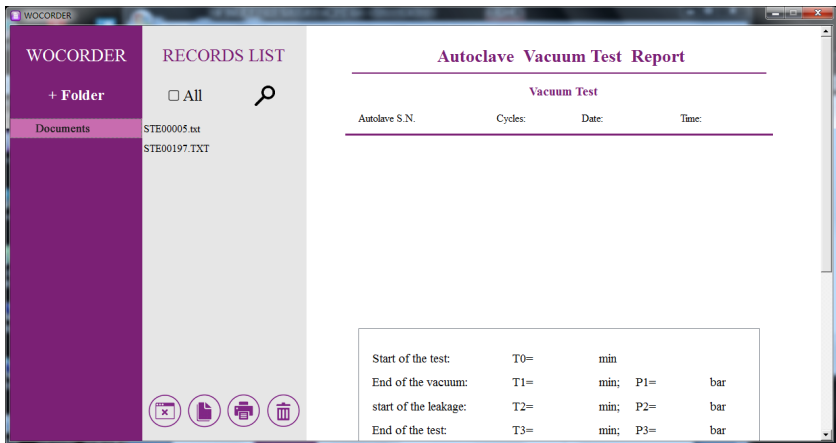 WOCORDER
WOCORDER
+ Folder
Documents
RECORDS LIST
All
STE00005.txt
STE00197.TXT
Autoclave Vacuum Test Report
Vacuum Test
Autolave S.N. Cycles: Date: Time:
Start of the test: T0= min
End of the vacuum: T1= min; P1= bar
start of the leakage: T2= min; P2= bar
End of the test: T3= min; P3= bar